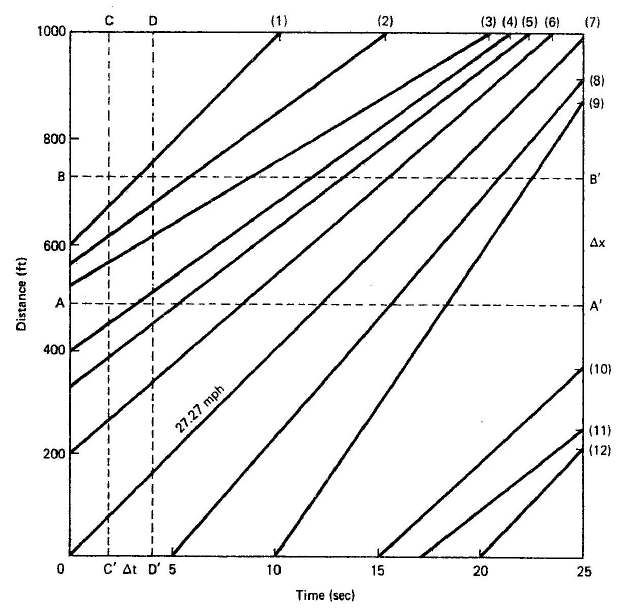 C D (1) (2) (3) (4) (5) (6) (7)
1000
(8)
(9)
800
B B'
600
Δx
Distance (ft)
A A'
400
(10)
27.27 mph
(11)
(12)
200
0 C' Δt D' 5 10 15 20 25
Time (sec)